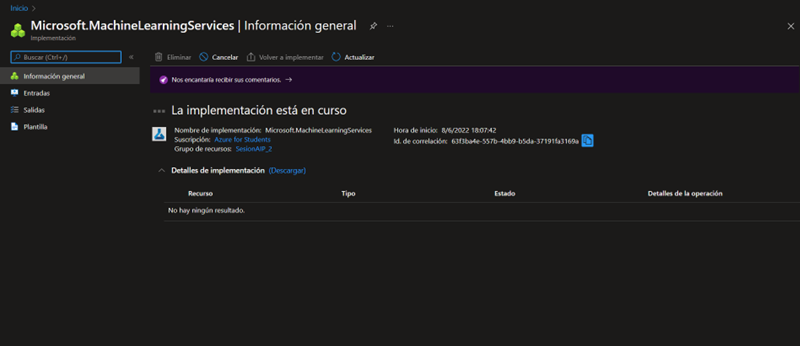 Inicio
Microsoft.MachineLearningServices | Información general
Implementación
Buscar (Ctrl+/)
Eliminar Cancelar Volver a implementar Actualizar
Información general
Entradas
Salidas
Plantilla
Nos encantaría recibir sus comentarios. →
La implementación está en curso
Nombre de implementación: Microsoft.MachineLearningServices
Suscripción: Azure for Students
Grupo de recursos: SesionAIP_2
Hora de inicio: 8/6/2022 18:07:42
Id. de correlación: 63f3ba4e-557b-4bb9-b5da-37191fa3169a
Detalles de implementación (Descargar)
Recurso Tipo Estado Detalles de la operación
No hay ningún resultado.